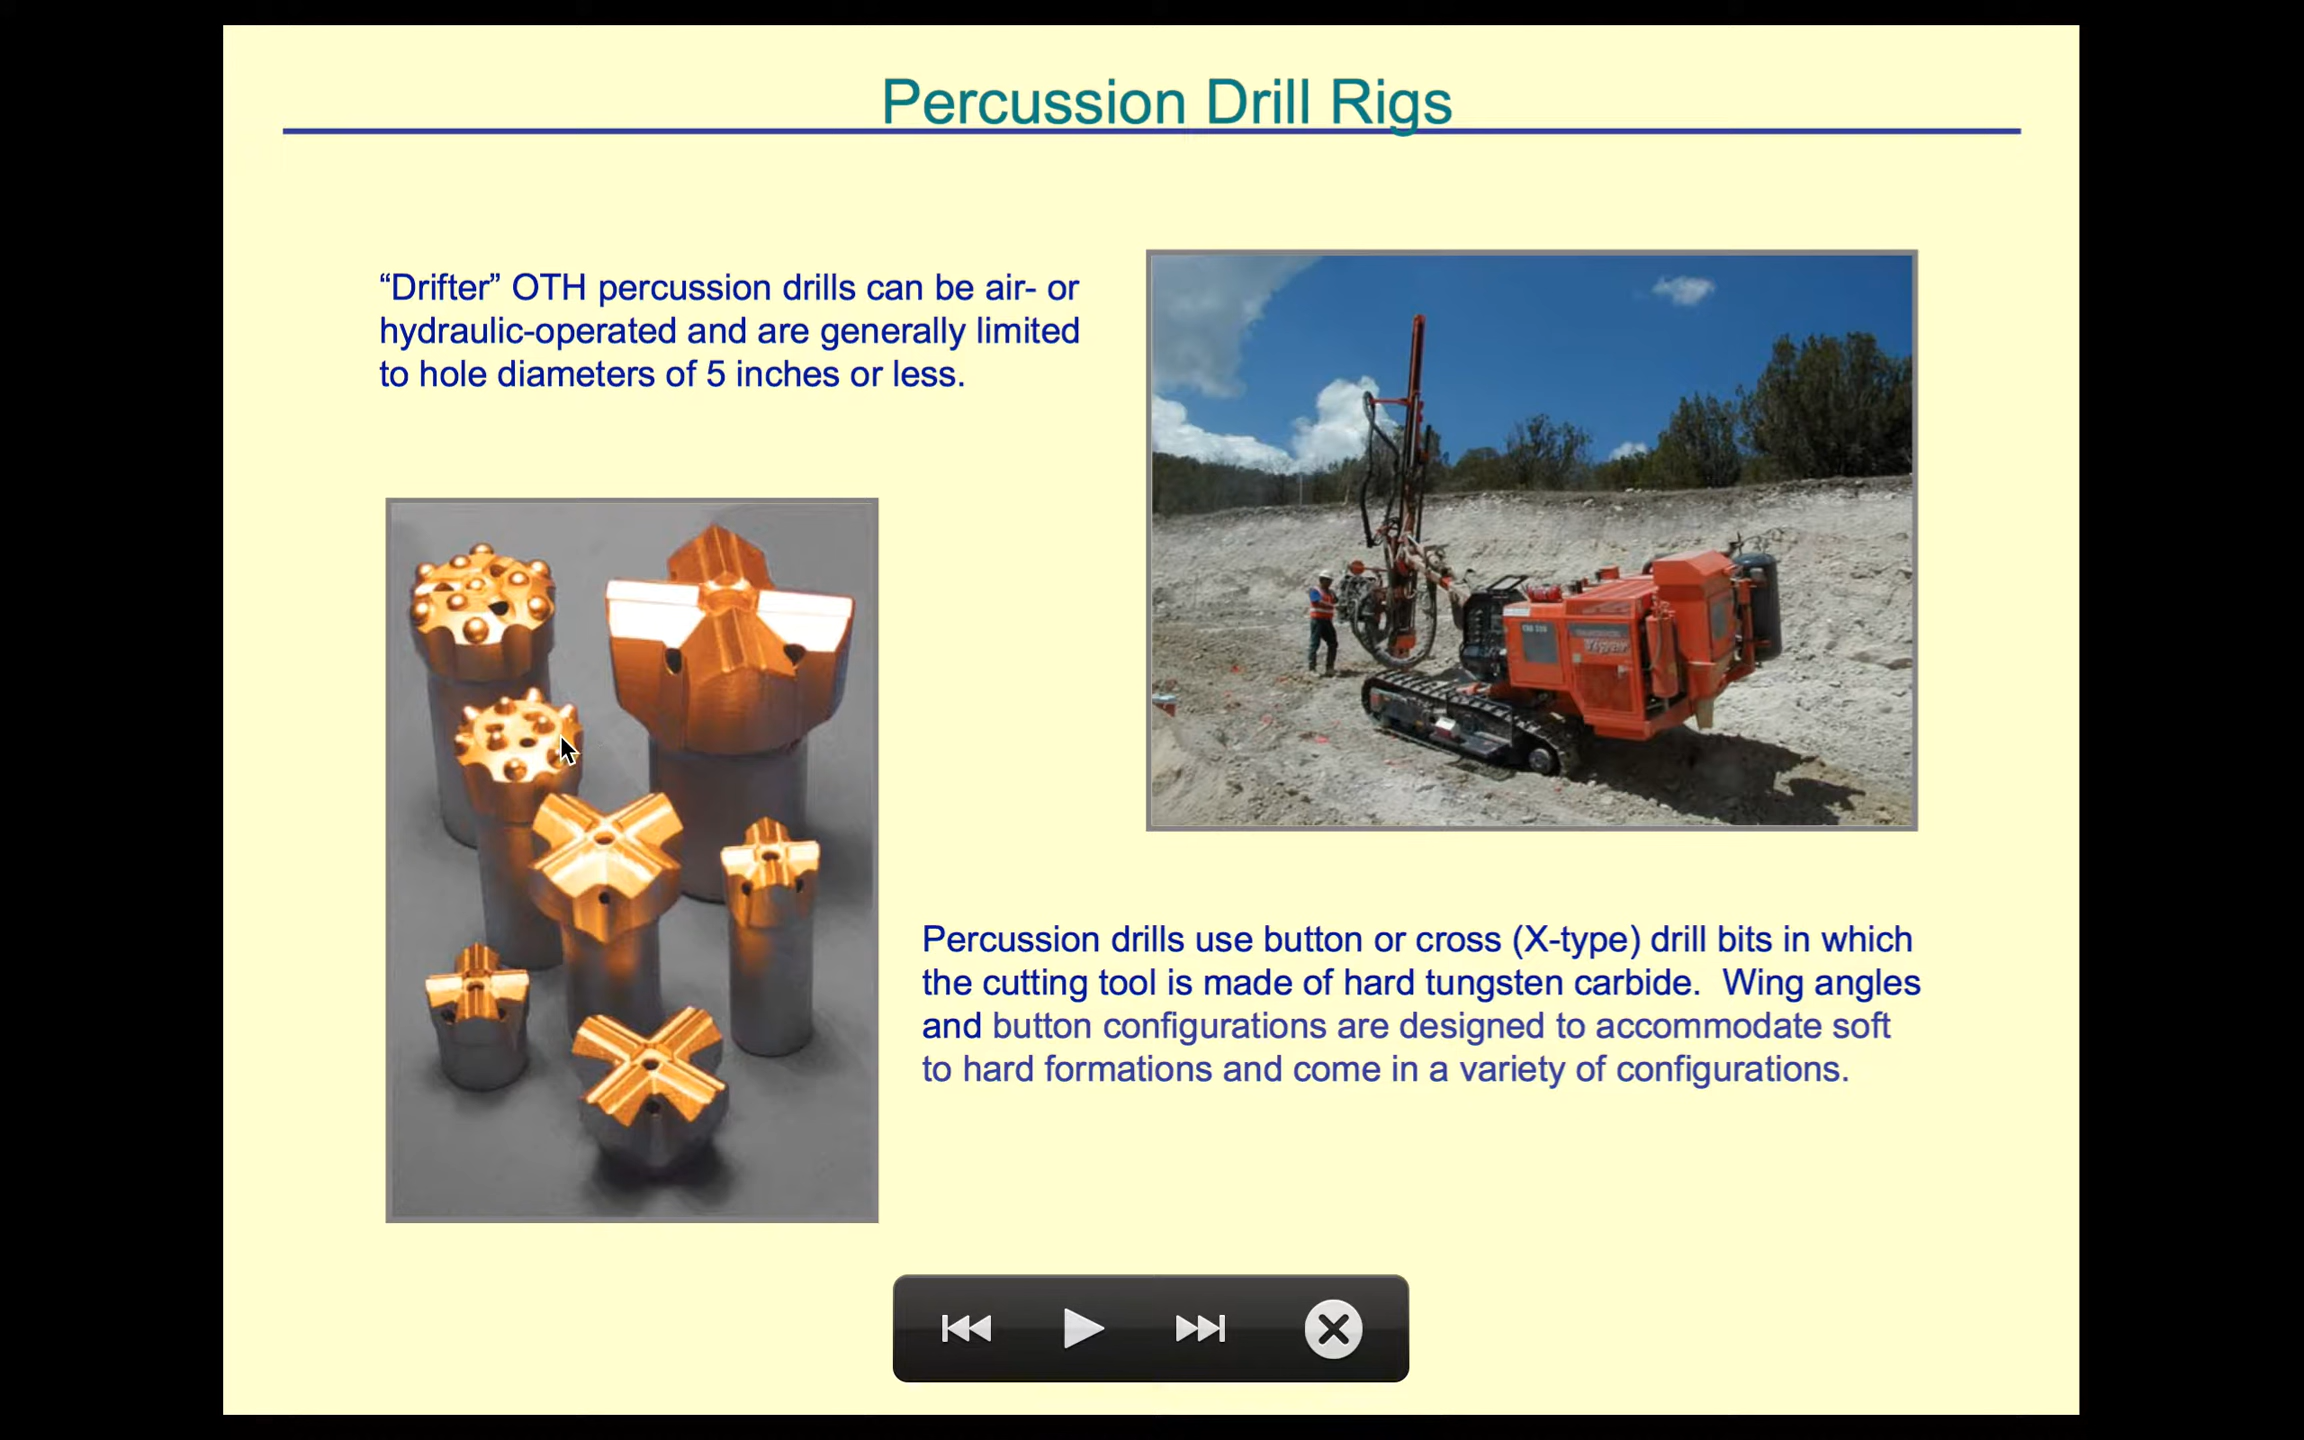 Percussion Drill Rigs
“Drifter” OTH percussion drills can be air- or
hydraulic-operated and are generally limited
to hole diameters of 5 inches or less.
Percussion drills use button or cross (X-type) drill bits in which
the cutting tool is made of hard tungsten carbide.  Wing angles
and button configurations are designed to accommodate soft
to hard formations and come in a variety of configurations.